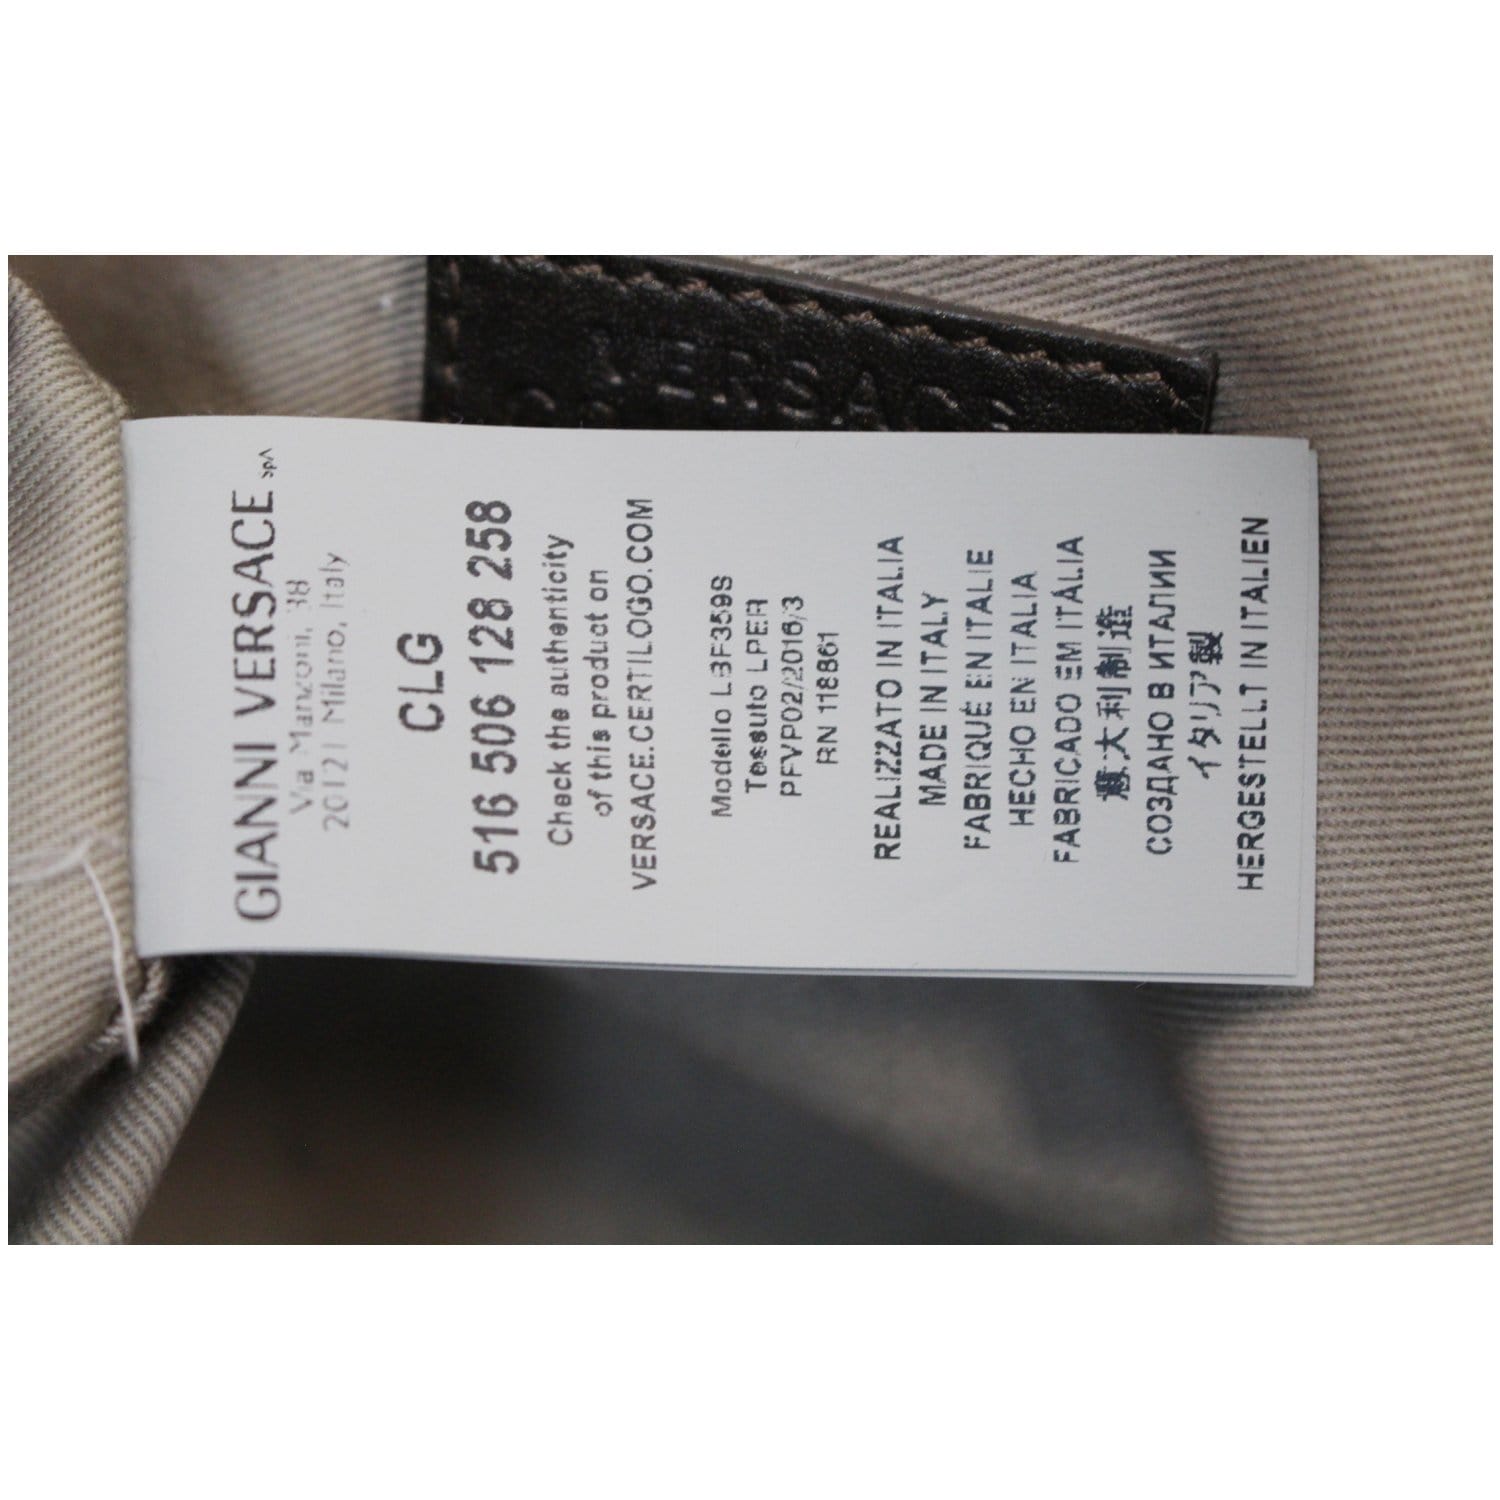 VERSACE
GIANNI VERSACE SpA
Via Manzoni, 38
20121 Milano, Italy
CLG
516 506 128 258
Check the authenticity
of this product on
VERSACE.CERTILOGO.COM
Modello LBF359S
Tessuto LPER
PFVP02/2016/3
RN 118861
REALIZZATO IN ITALIA
MADE IN ITALY
FABRIQUÉ EN ITALIE
HECHO EN ITALIA
FABRICADO EM ITÁLIA
意大利制造
СОЗДАНО В ИТАЛИИ
イタリア製
HERGESTELLT IN ITALIEN